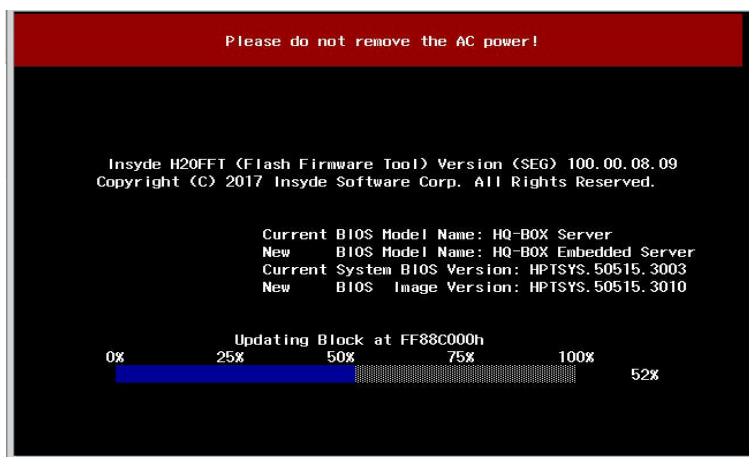 Please do not remove the AC power!
Insyde H2OFFT (Flash Firmware Tool) Version (SEG) 100.00.08.09
Copyright (C) 2017 Insyde Software Corp. All Rights Reserved.
Current BIOS Model Name: HQ-BOX Server
New BIOS Model Name: HQ-BOX Embedded Server
Current System BIOS Version: HPTSYS.50515.3003
New BIOS Image Version: HPTSYS.50515.3010
Updating Block at FF88C000h
0% 25% 50% 75% 100%
52%